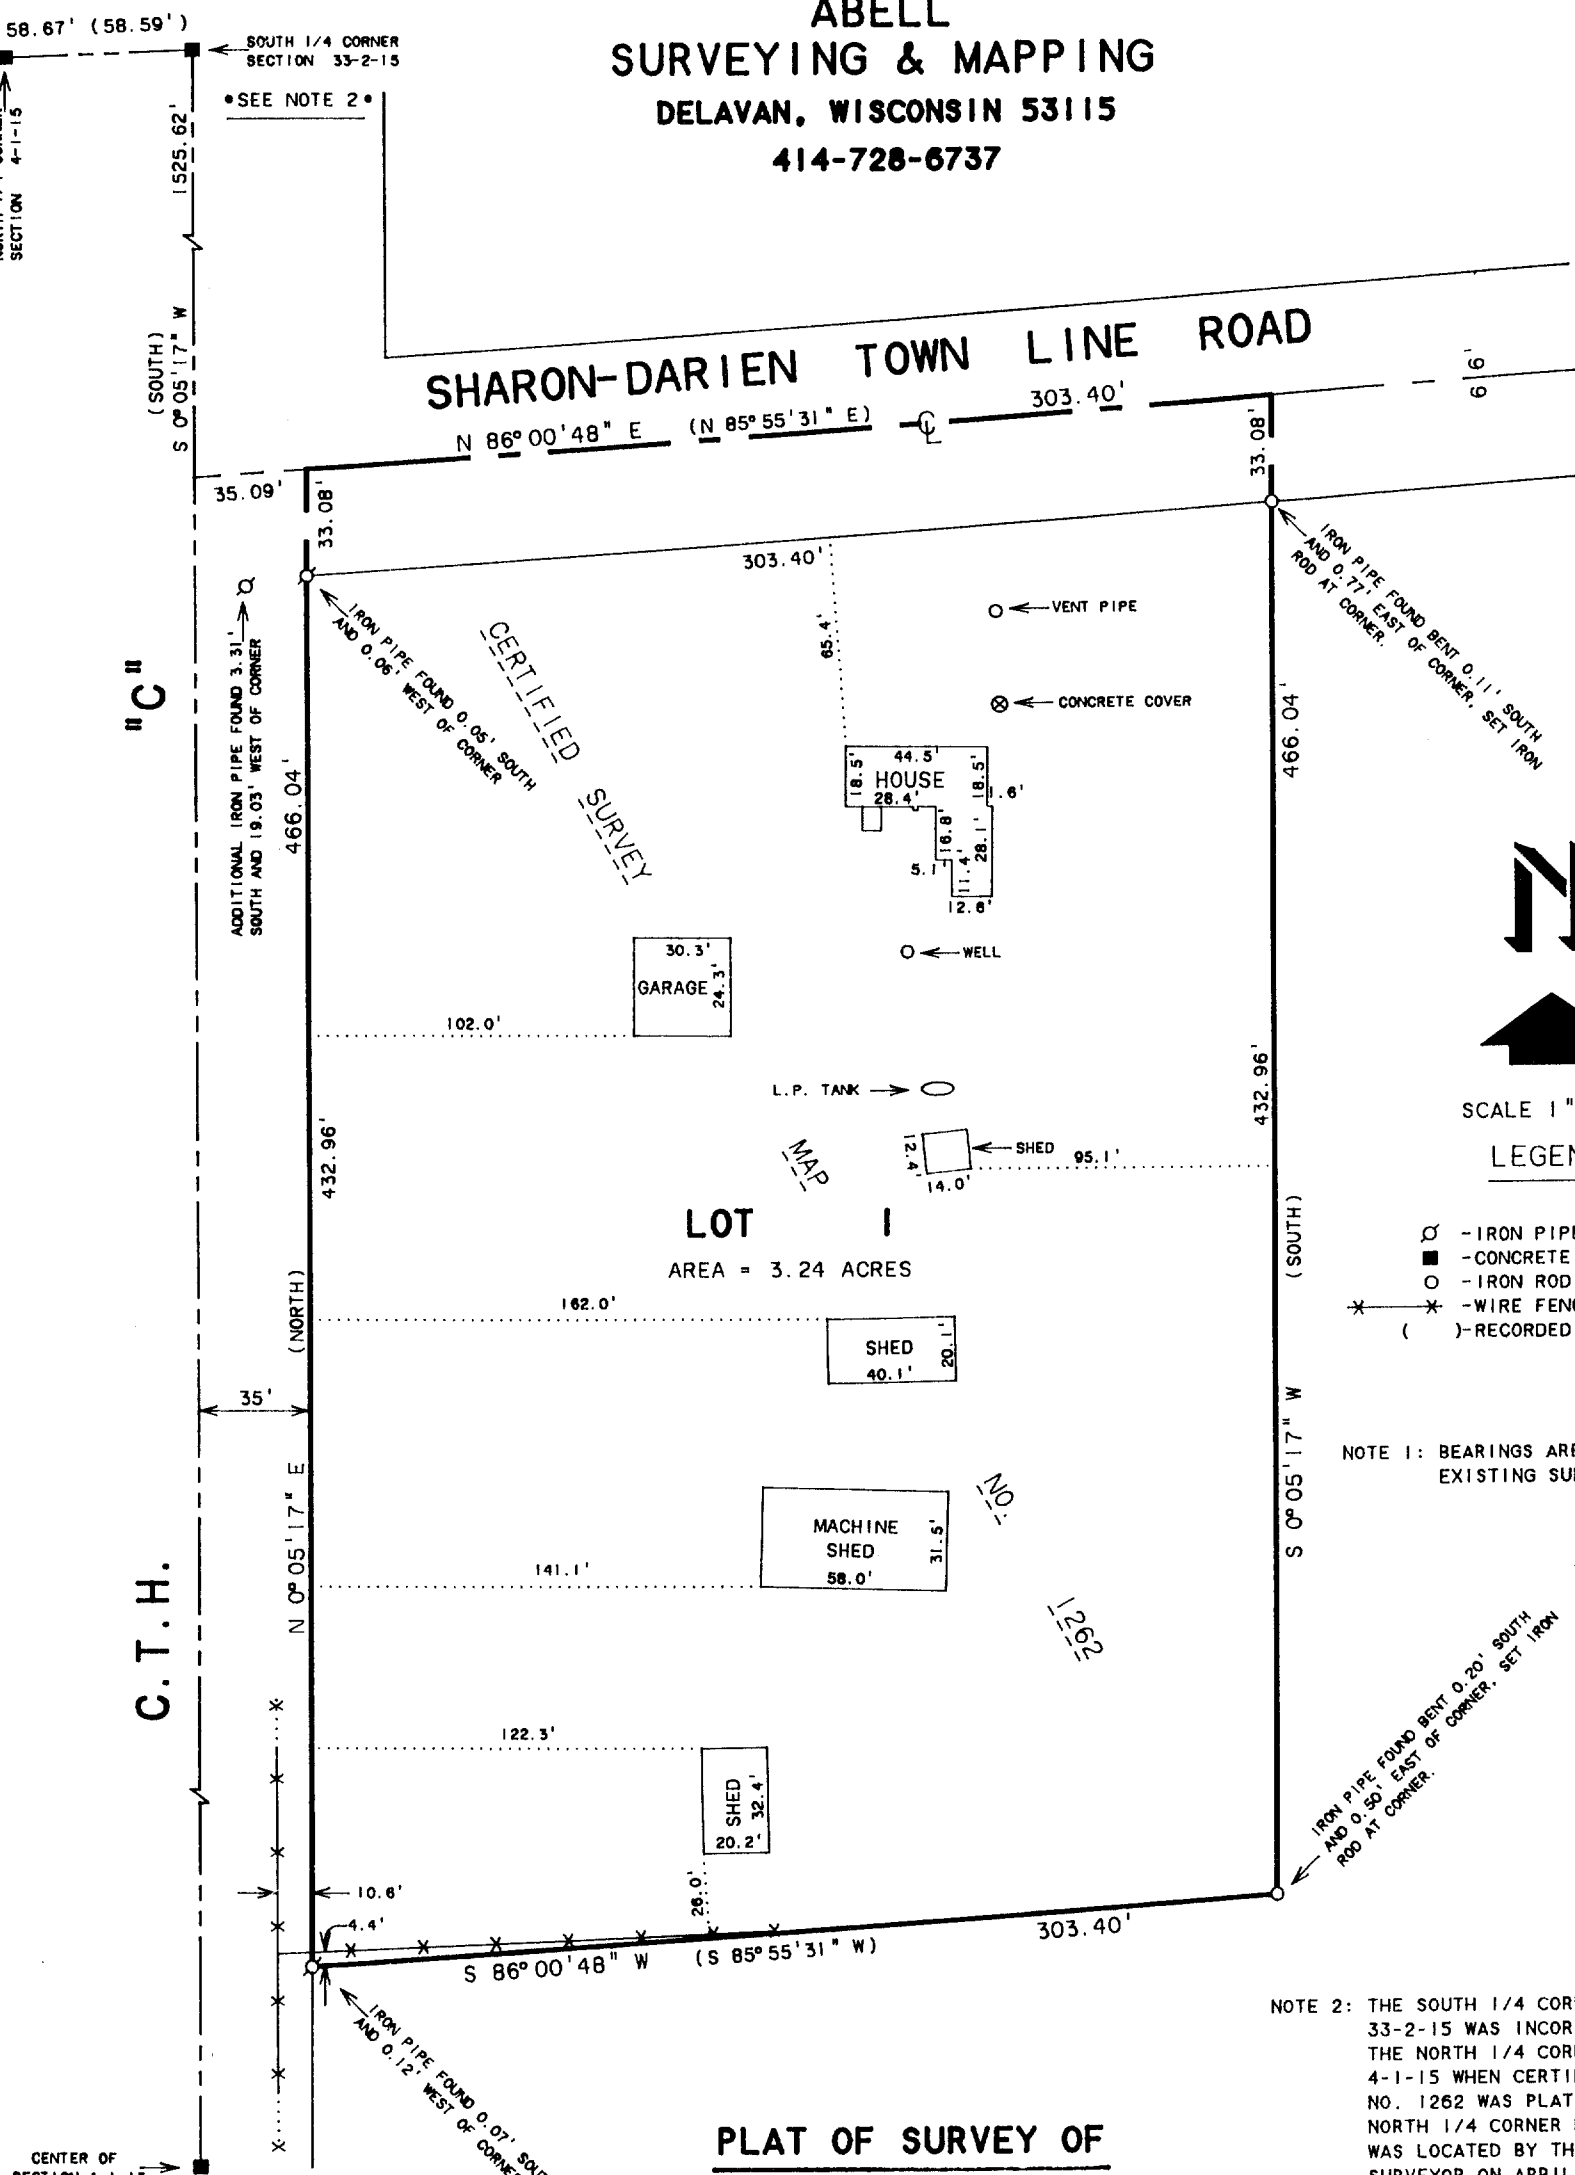 58.67' (58.59')
SOUTH 1/4 CORNER
SECTION 33-2-15
•SEE NOTE 2•
SECTION 4-1-15
1525.62'
ABELL
SURVEYING & MAPPING
DELAVAN, WISCONSIN 53115
414-728-6737
(SOUTH)
S 0°05'17" W
SHARON-DARIEN TOWN LINE ROAD
N 86°00'48" E (N 85°55'31" E)
303.40'
66'
35.09'
33.08'
33.08'
303.40'
IRON PIPE FOUND 0.05' SOUTH
AND 0.06' WEST OF CORNER
ADDITIONAL IRON PIPE FOUND 3.31'
SOUTH AND 19.03' WEST OF CORNER
IRON PIPE FOUND BENT 0.11' SOUTH
AND 0.77' EAST OF CORNER, SET IRON
ROD AT CORNER.
"C"
CERTIFIED
SURVEY
65.4'
VENT PIPE
CONCRETE COVER
466.04'
466.04'
44.5'
18.5'
HOUSE
18.5'
28.4'
1.6'
16.8'
28.1'
5.1'
11.4'
12.6'
WELL
30.3'
GARAGE
24.3'
102.0'
L.P. TANK
432.96'
432.96'
MAP
12.4'
SHED
14.0'
95.1'
SCALE 1"
LOT 1
AREA = 3.24 ACRES
-IRON PIPE
-CONCRETE
-IRON ROD
( )-RECORDED
(NORTH)
(SOUTH)
162.0'
SHED
40.1'
20.1'
35'
N 0°05'17" E
S 0°05'17" W
NOTE 1: BEARINGS ARE
EXISTING
NO.
MACHINE
SHED
58.0'
31.5'
141.1'
C.T.H.
1262
122.3'
SHED
32.4'
20.2'
26.0'
10.6'
4.4'
IRON PIPE FOUND BENT 0.20' SOUTH
AND 0.50' EAST OF CORNER, SET IRON
ROD AT CORNER.
S 86°00'48" W (S 85°55'31" W)
303.40'
IRON PIPE FOUND 0.07'
AND 0.12' WEST OF
NOTE 2: THE SOUTH 1/4
33-2-15 WAS
THE NORTH 1/4
4-1-15 WHEN
NO. 1262 WAS
NORTH 1/4 CORNER
WAS LOCATED BY
PLAT OF SURVEY OF
CENTER OF